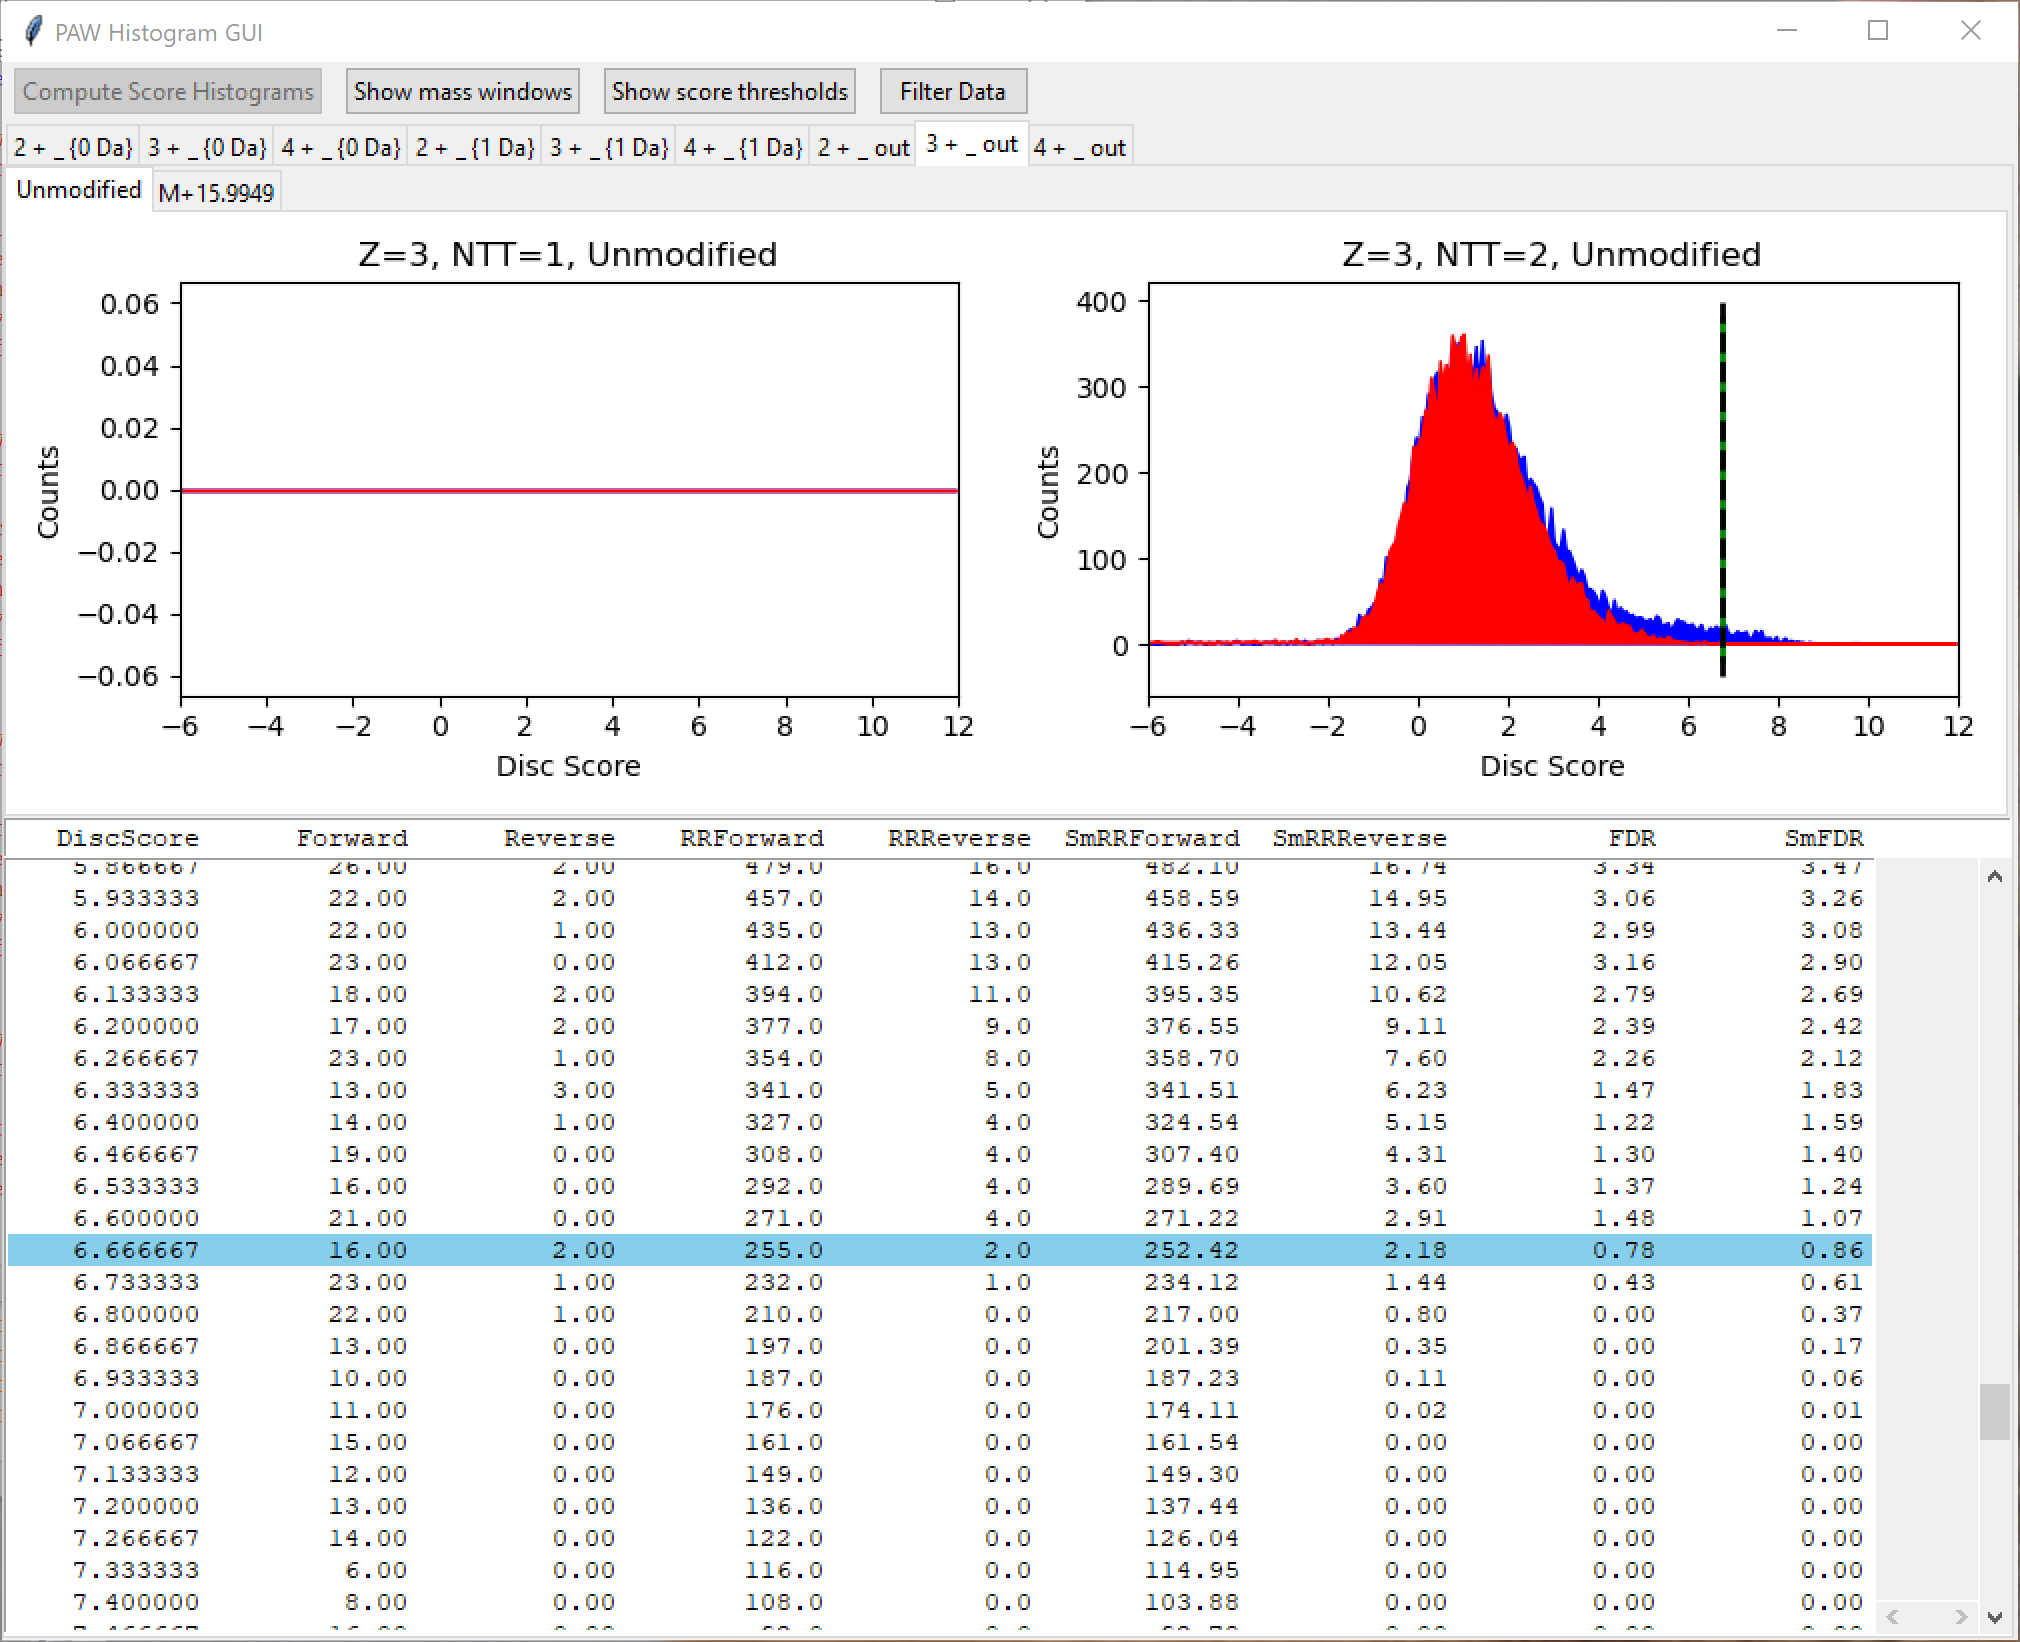 PAW Histogram GUI
Compute Score Histograms Show mass windows Show score thresholds Filter Data
2 + _ {0 Da} 3 + _ {0 Da} 4 + _ {0 Da} 2 + _ {1 Da} 3 + _ {1 Da} 4 + _ {1 Da} 2 + _ out 3 + _ out 4 + _ out
Unmodified M+15.9949
Z=3, NTT=1, Unmodified
0.06
0.04
0.02
0.00
−0.02
−0.04
−0.06
Counts
−6 −4 −2 0 2 4 6 8 10 12
Disc Score
Z=3, NTT=2, Unmodified
400
300
200
100
0
Counts
−6 −4 −2 0 2 4 6 8 10 12
Disc Score
DiscScore Forward Reverse RRForward RRReverse SmRRForward SmRRReverse FDR SmFDR
5.866667 26.00 2.00 479.0 16.0 482.10 16.74 3.34 3.47
5.933333 22.00 2.00 457.0 14.0 458.59 14.95 3.06 3.26
6.000000 22.00 1.00 435.0 13.0 436.33 13.44 2.99 3.08
6.066667 23.00 0.00 412.0 13.0 415.26 12.05 3.16 2.90
6.133333 18.00 2.00 394.0 11.0 395.35 10.62 2.79 2.69
6.200000 17.00 2.00 377.0 9.0 376.55 9.11 2.39 2.42
6.266667 23.00 1.00 354.0 8.0 358.70 7.60 2.26 2.12
6.333333 13.00 3.00 341.0 5.0 341.51 6.23 1.47 1.83
6.400000 14.00 1.00 327.0 4.0 324.54 5.15 1.22 1.59
6.466667 19.00 0.00 308.0 4.0 307.40 4.31 1.30 1.40
6.533333 16.00 0.00 292.0 4.0 289.69 3.60 1.37 1.24
6.600000 21.00 0.00 271.0 4.0 271.22 2.91 1.48 1.07
6.666667 16.00 2.00 255.0 2.0 252.42 2.18 0.78 0.86
6.733333 23.00 1.00 232.0 1.0 234.12 1.44 0.43 0.61
6.800000 22.00 1.00 210.0 0.0 217.00 0.80 0.00 0.37
6.866667 13.00 0.00 197.0 0.0 201.39 0.35 0.00 0.17
6.933333 10.00 0.00 187.0 0.0 187.23 0.11 0.00 0.06
7.000000 11.00 0.00 176.0 0.0 174.11 0.02 0.00 0.01
7.066667 15.00 0.00 161.0 0.0 161.54 0.00 0.00 0.00
7.133333 12.00 0.00 149.0 0.0 149.30 0.00 0.00 0.00
7.200000 13.00 0.00 136.0 0.0 137.44 0.00 0.00 0.00
7.266667 14.00 0.00 122.0 0.0 126.04 0.00 0.00 0.00
7.333333 6.00 0.00 116.0 0.0 114.95 0.00 0.00 0.00
7.400000 8.00 0.00 108.0 0.0 103.88 0.00 0.00 0.00